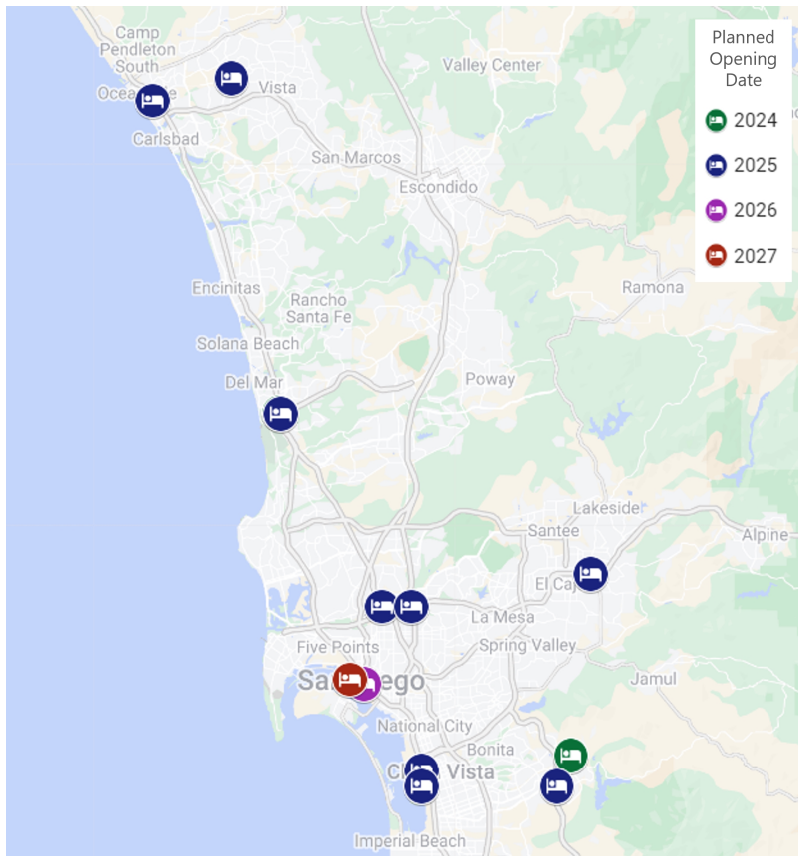 Planned
Opening
Date
2024
2025
2026
2027
Camp
Pendleton
South
Valley Center
Vista
Carlsbad
San Marcos
Escondido
Encinitas
Rancho
Santa Fe
Ramona
Solana Beach
Del Mar
Poway
Lakeside
Santee
Alpine
El Caj
La Mesa
Five Points
Spring Valley
Jamul
National City
Bonita
Vista
Imperial Beach